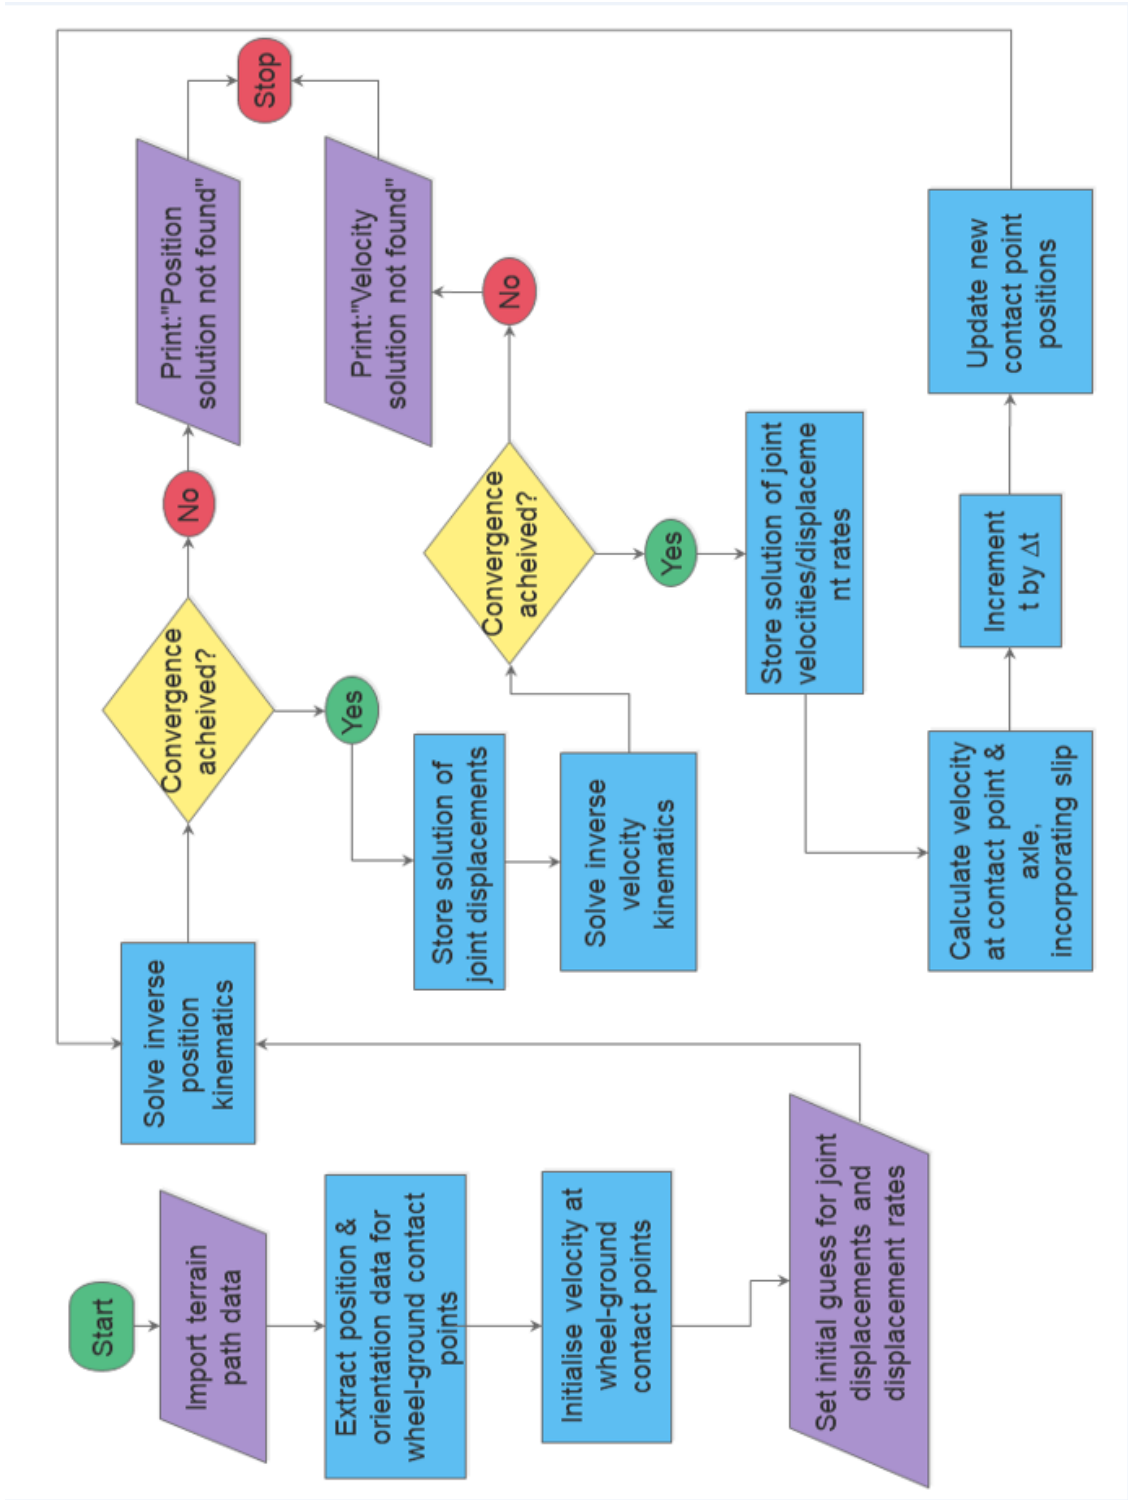 Start
Import terrain
path data
Extract position &
orientation data for
wheel-ground contact
points
Initialise velocity at
wheel-ground
contact points
Set initial guess for joint
displacements and
displacement rates
Solve inverse
position
kinematics
Convergence
acheived?
No
Print:"Position
solution not found"
Stop
Yes
Store solution of
joint displacements
Solve inverse
velocity
kinematics
Convergence
acheived?
No
Print:"Velocity
solution not found"
Yes
Store solution of joint
velocities/displaceme
nt rates
Calculate velocity
at contact point &
axle,
incorporating slip
Increment
t by Δt
Update new
contact point
positions